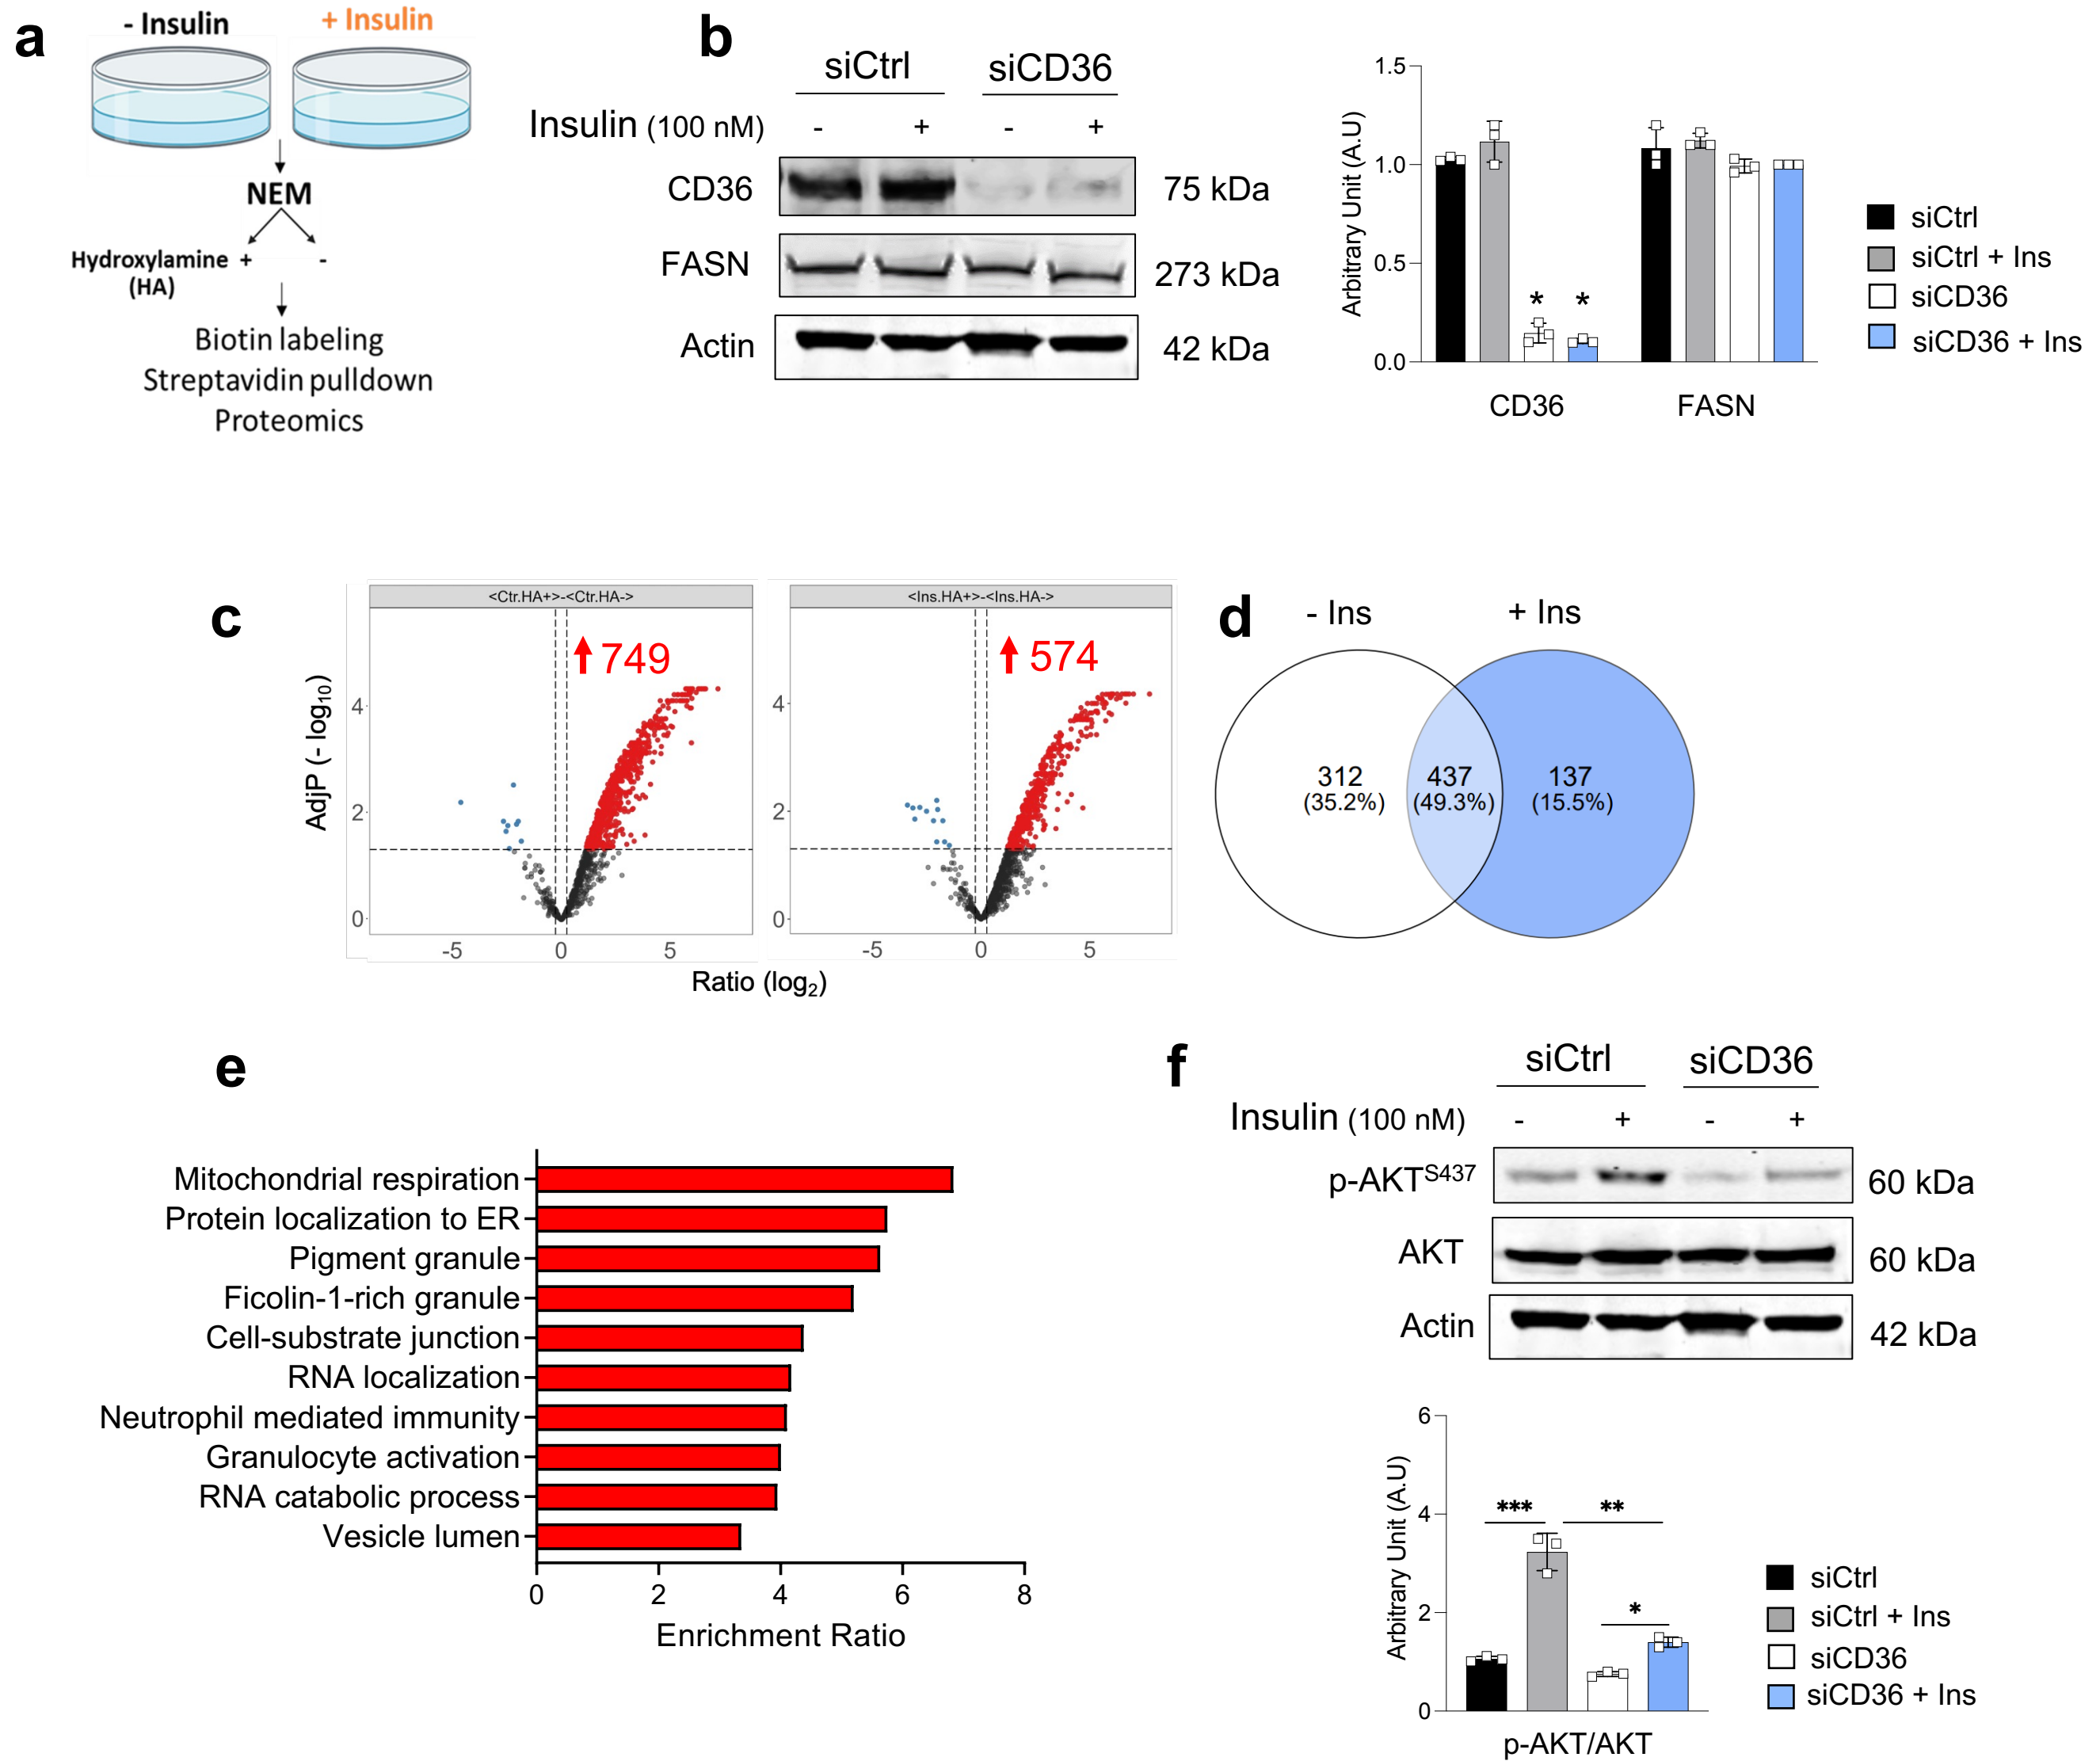 a
- Insulin
+ Insulin
NEM
Hydroxylamine + -
(HA)
Biotin labeling
Streptavidin pulldown
Proteomics
b
siCtrl siCD36
Insulin (100 nM) - + - +
CD36 75 kDa
FASN 273 kDa
Actin 42 kDa
Arbitrary Unit (A.U)
1.5
1.0
0.5
0.0
* *
CD36 FASN
siCtrl
siCtrl + Ins
siCD36
siCD36 + Ins
c
<Ctr.HA+>-<Ctr.HA->
749
AdjP (- log10)
4
2
0
-5 0 5
<Ins.HA+>-<Ins.HA->
574
4
2
0
-5 0 5
Ratio (log2)
d
- Ins + Ins
312 437 137
(35.2%) (49.3%) (15.5%)
e
Mitochondrial respiration
Protein localization to ER
Pigment granule
Ficolin-1-rich granule
Cell-substrate junction
RNA localization
Neutrophil mediated immunity
Granulocyte activation
RNA catabolic process
Vesicle lumen
0 2 4 6 8
Enrichment Ratio
f
siCtrl siCD36
Insulin (100 nM) - + - +
p-AKTS437 60 kDa
AKT 60 kDa
Actin 42 kDa
Arbitrary Unit (A.U)
6
4
2
0
*** **
*
p-AKT/AKT
siCtrl
siCtrl + Ins
siCD36
siCD36 + Ins